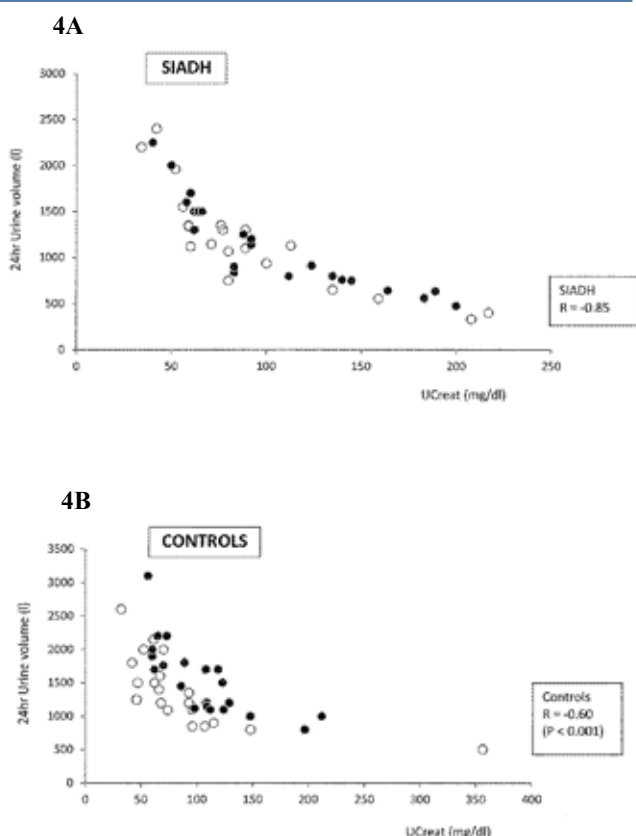 4A
SIADH
3000
2500
2000
1500
1000
500
0
24hr Urine volume (l)
0 50 100 150 200 250
UCreat (mg/dl)
SIADH
R = -0.85
4B
CONTROLS
3500
3000
2500
2000
1500
1000
500
0
24hr Urine volume (l)
0 50 100 150 200 250 300 350 400
UCreat (mg/dl)
Controls
R = -0.60
(P < 0.001)